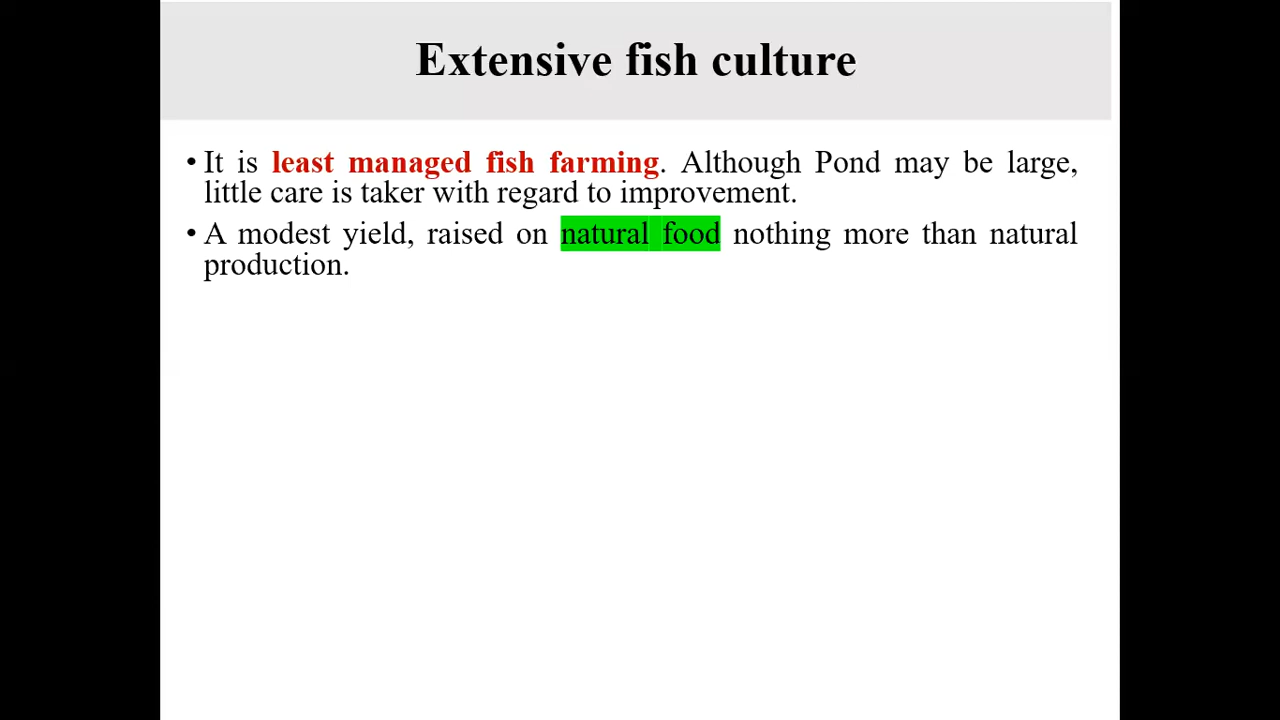 Extensive fish culture
• It is least managed fish farming. Although Pond may be large,
little care is taker with regard to improvement.
• A modest yield, raised on natural food nothing more than natural
production.